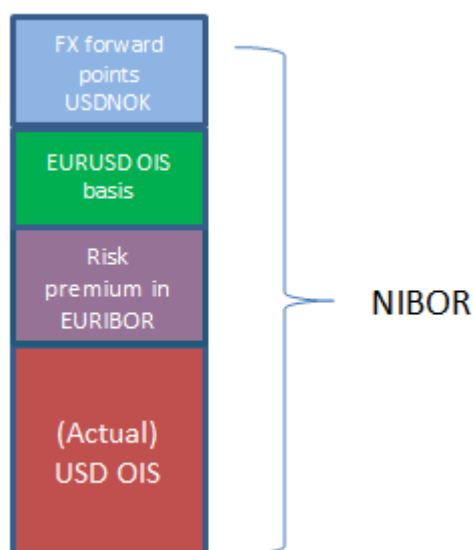 FX forward
points
USDNOK
EURUSD OIS
basis
Risk
premium in
EURIBOR
(Actual)
USD OIS
NIBOR